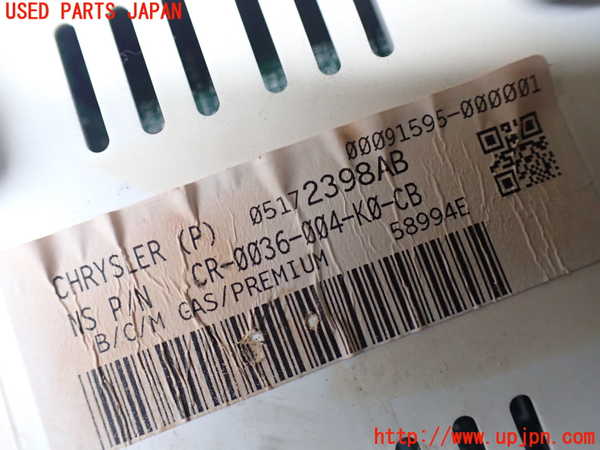 USED PARTS JAPAN
00091595-000001
CHRYSLER (P) 05172398AB
NS P/N CR-0036-004-K0-CB
B/C/M GAS/PREMIUM 58994E
U-PARTS
http://www.upjpn.com/